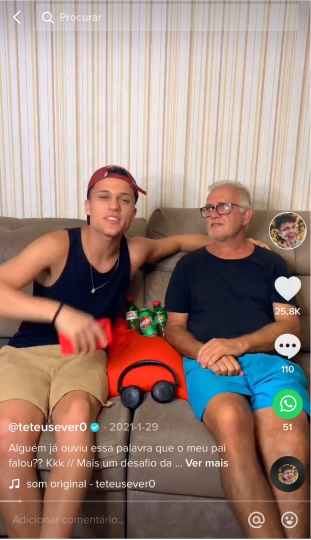 Procurar
25,8K
110
51
@teteusever0 · 2021-1-29
Alguém já ouviu essa palavra que o meu pai
falou?? Kkk // Mais um desafio da ... Ver mais
som original - teteusever0
Adicionar comentário...